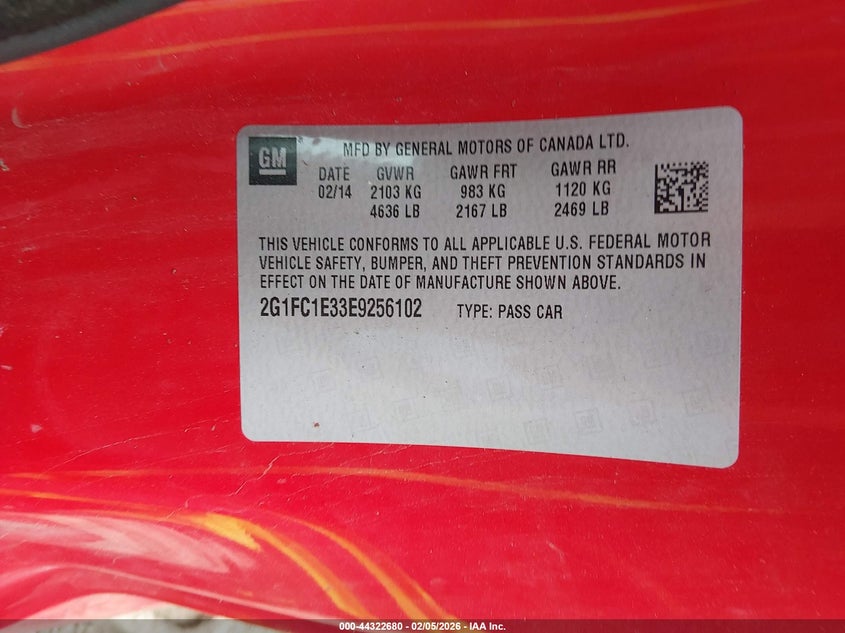 GM
MFD BY GENERAL MOTORS OF CANADA LTD.
DATE GVWR GAWR FRT GAWR RR
02/14 2103 KG 983 KG 1120 KG
4636 LB 2167 LB 2469 LB
THIS VEHICLE CONFORMS TO ALL APPLICABLE U.S. FEDERAL MOTOR
VEHICLE SAFETY, BUMPER, AND THEFT PREVENTION STANDARDS IN
EFFECT ON THE DATE OF MANUFACTURE SHOWN ABOVE.
2G1FC1E33E9256102 TYPE: PASS CAR
000-44322680 | 02/05/2026 | IAA Inc.